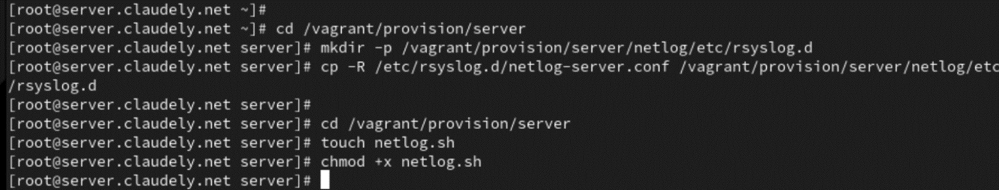 [root@server.claudely.net ~]#
[root@server.claudely.net ~]# cd /vagrant/provision/server
[root@server.claudely.net server]# mkdir -p /vagrant/provision/server/netlog/etc/rsyslog.d
[root@server.claudely.net server]# cp -R /etc/rsyslog.d/netlog-server.conf /vagrant/provision/server/netlog/etc
/rsyslog.d
[root@server.claudely.net server]#
[root@server.claudely.net server]# cd /vagrant/provision/server
[root@server.claudely.net server]# touch netlog.sh
[root@server.claudely.net server]# chmod +x netlog.sh
[root@server.claudely.net server]#